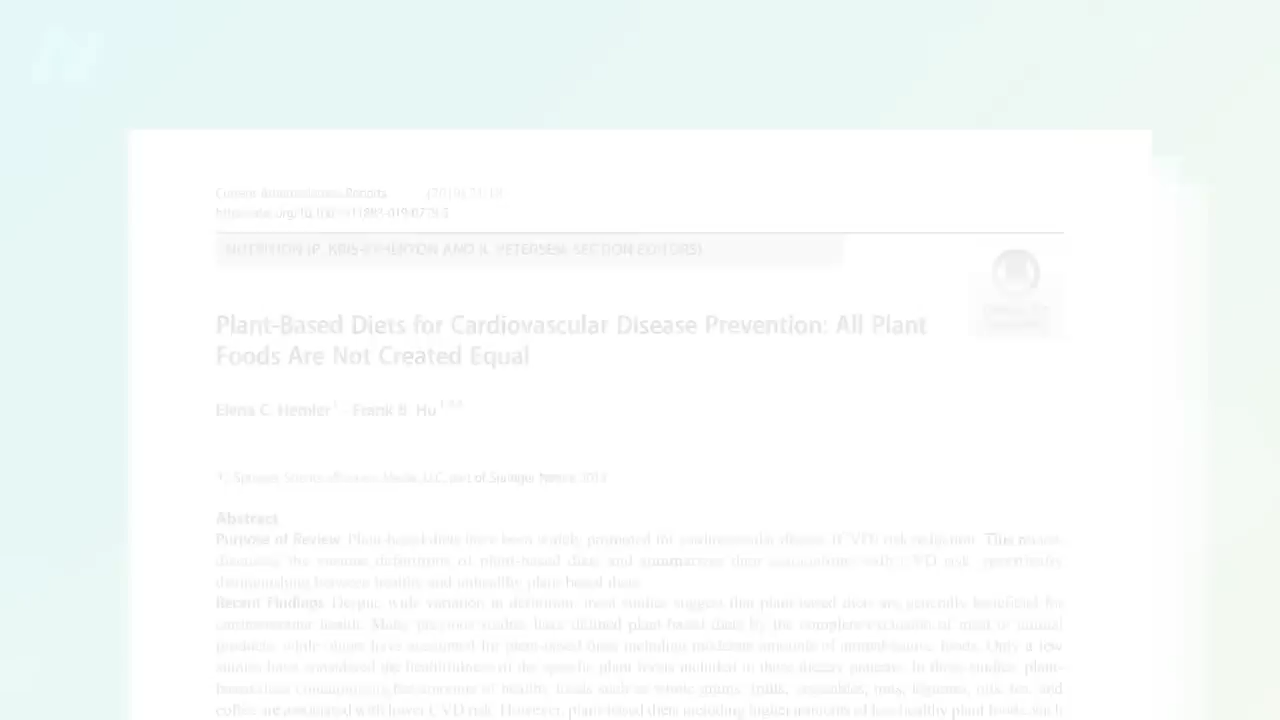 Current Atherosclerosis Reports (2019) 21:18
NUTRITION (P. KRIS-ETHERTON AND K. PETERSEN, SECTION EDITORS)
Plant-Based Diets for Cardiovascular Disease Prevention: All Plant
Foods Are Not Created Equal
Elena C. Hemler 1 · Frank B. Hu
© Springer Science+Business Media, LLC, part of Springer Nature 2019
Abstract
Purpose of Review Plant-based diets have been widely promoted for cardiovascular disease (CVD) risk reduction. This review
discusses the various definitions of plant-based diets and summarizes their associations with CVD risk, specifically
distinguishing between healthy and unhealthy plant-based diets.
Recent Findings Despite wide variation in definition, most studies suggest that plant-based diets are generally beneficial for
cardiovascular health. Many previous studies have defined plant-based diets by the complete exclusion of meat or animal
products, while others have accounted for plant-based diets including moderate amounts of animal-source foods. Only a few
studies have considered the healthfulness of the specific plant foods included in these dietary patterns. In these studies, plant-
based diets containing higher amounts of healthy foods such as whole grains, fruits, vegetables, nuts, legumes, oils, tea, and
coffee are associated with lower CVD risk. However, plant-based diets including higher amounts of less healthy plant foods, such